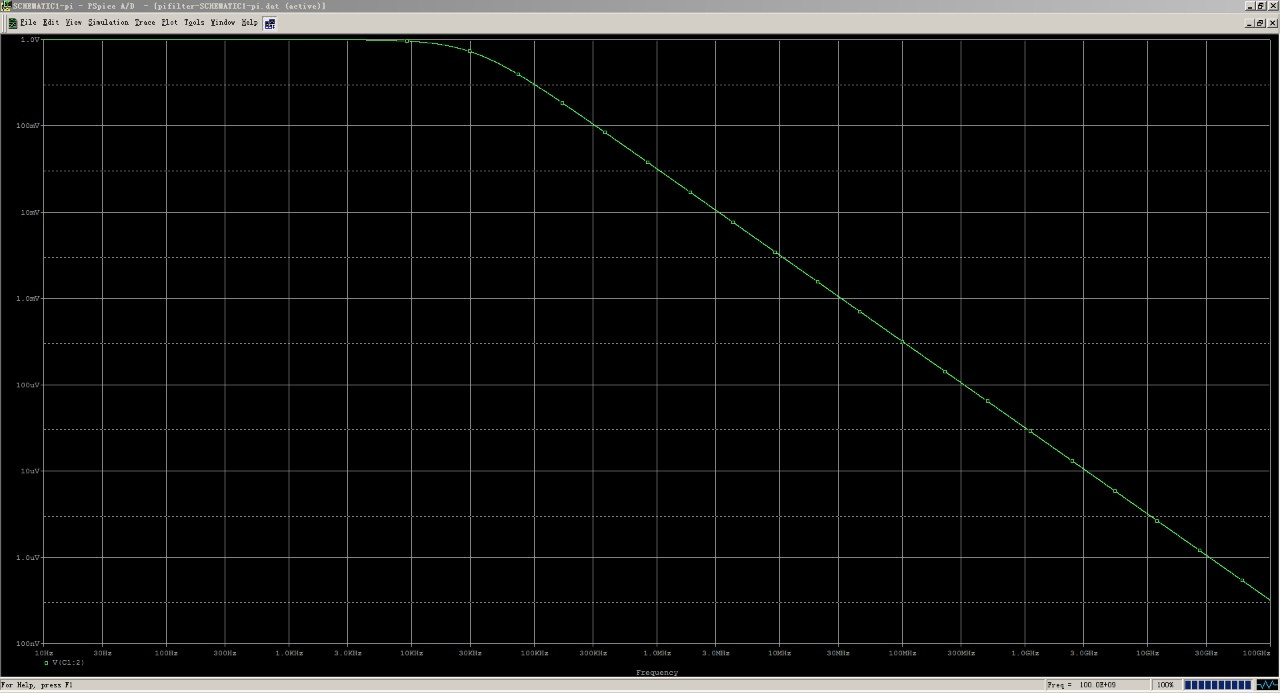 SCHEMATIC1-pi - PSpice A/D - [pifilter-SCHEMATIC1-pi.dat (active)]
File Edit View Simulation Trace Plot Tools Window Help
1.0V
100mV
10mV
1.0mV
100uV
10uV
1.0uV
100nV
10Hz 30Hz 100Hz 300Hz 1.0KHz 3.0KHz 10KHz 30KHz 100KHz 300KHz 1.0MHz 3.0MHz 10MHz 30MHz 100MHz 300MHz 1.0GHz 3.0GHz 10GHz 30GHz 100GHz
V(C1:2)
Frequency
For Help, press F1
Freq = 100.0E+09 100%